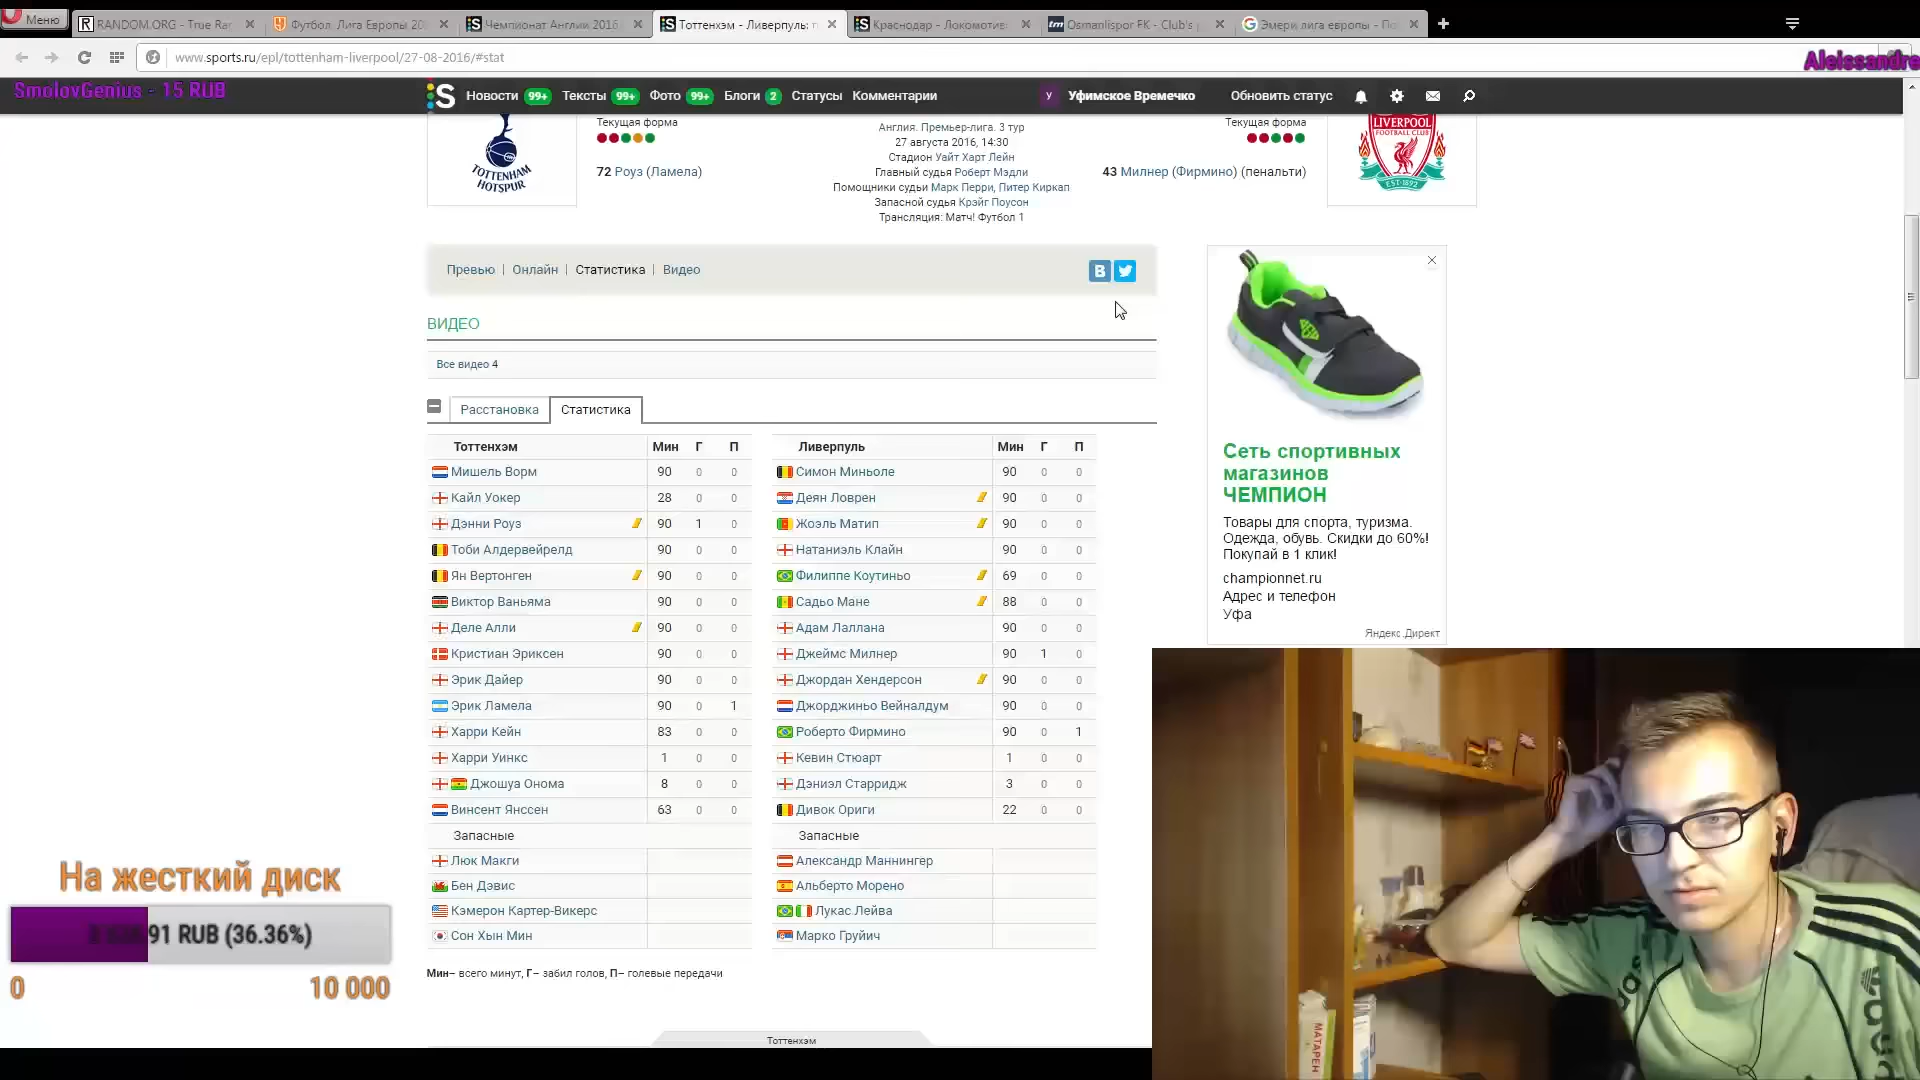 Меню
RANDOM.ORG - True Ran
Футбол. Лига Европы 20
Чемпионат Англии 2016
Тоттенхэм - Ливерпуль:
Краснодар – Локомотив
Osmanlispor FK - Club's p
Эмери лига европы - По
www.sports.ru/epl/tottenham-liverpool/27-08-2016/#stat
Aleissandre
SmolovGenius - 15 RUB
S Новости 99+ Тексты 99+ Фото 99+ Блоги 2 Статусы Комментарии
У Уфимское Времечко Обновить статус
TOTTENHAM HOTSPUR
Текущая форма
72 Роуз (Ламела)
Англия. Премьер-лига. 3 тур
27 августа 2016, 14:30
Стадион Уайт Харт Лейн
Главный судья Роберт Мэдли
Помощники судьи Марк Перри, Питер Киркап
Запасной судья Крэйг Поусон
Трансляция: Матч! Футбол 1
Текущая форма
43 Милнер (Фирмино) (пенальти)
LIVERPOOL
FOOTBALL CLUB
EST·1892
Превью | Онлайн | Статистика | Видео
В
ВИДЕО
Все видео 4
Расстановка Статистика
Тоттенхэм Мин Г П
Мишель Ворм 90 0 0
Кайл Уокер 28 0 0
Дэнни Роуз 90 1 0
Тоби Алдервейрелд 90 0 0
Ян Вертонген 90 0 0
Виктор Ваньяма 90 0 0
Деле Алли 90 0 0
Кристиан Эриксен 90 0 0
Эрик Дайер 90 0 0
Эрик Ламела 90 0 1
Харри Кейн 83 0 0
Харри Уинкс 1 0 0
Джошуа Онома 8 0 0
Винсент Янссен 63 0 0
Запасные
Люк Макги
Бен Дэвис
Кэмерон Картер-Викерс
Сон Хын Мин
Ливерпуль Мин Г П
Симон Миньоле 90 0 0
Деян Ловрен 90 0 0
Жоэль Матип 90 0 0
Натаниэль Клайн 90 0 0
Филиппе Коутиньо 69 0 0
Садьо Мане 88 0 0
Адам Лаллана 90 0 0
Джеймс Милнер 90 1 0
Джордан Хендерсон 90 0 0
Джорджиньо Вейналдум 90 0 0
Роберто Фирмино 90 0 1
Кевин Стюарт 1 0 0
Дэниэл Старридж 3 0 0
Дивок Ориги 22 0 0
Запасные
Александр Маннингер
Альберто Морено
Лукас Лейва
Марко Груйич
Мин– всего минут, Г– забил голов, П– голевые передачи
Тоттенхэм
Сеть спортивных
магазинов
ЧЕМПИОН
Товары для спорта, туризма.
Одежда, обувь. Скидки до 60%!
Покупай в 1 клик!
championnet.ru
Адрес и телефон
Уфа
Яндекс.Директ
На жесткий диск
91 RUB (36.36%)
0 10 000
МАТАРЕН
adidas